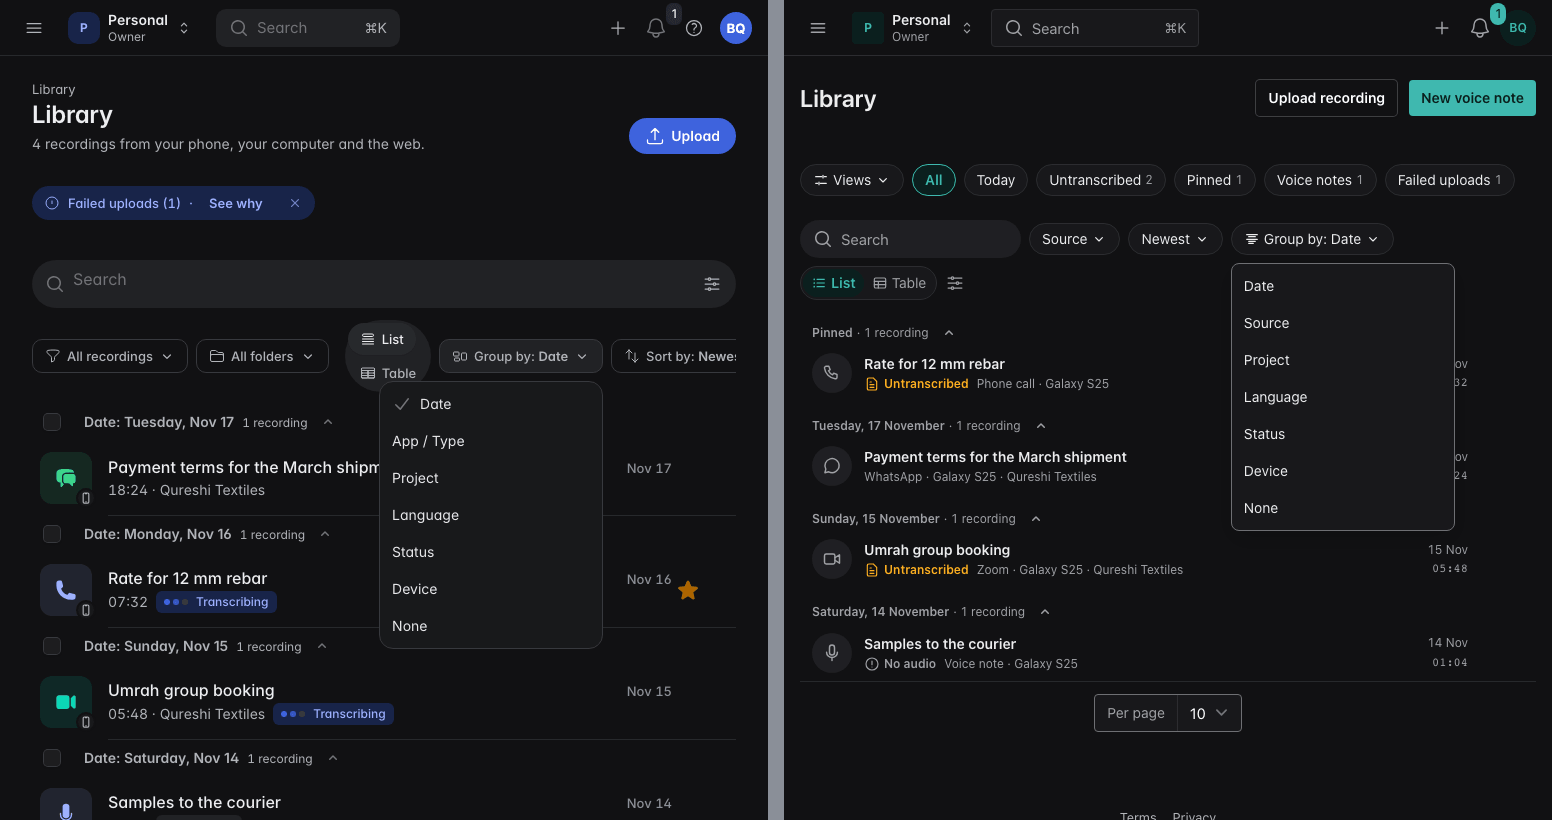 P Personal
Owner
Search ⌘K
1
BQ
Library
Library
4 recordings from your phone, your computer and the web.
Upload
Failed uploads (1) · See why
Search
All recordings
All folders
List
Table
Group by: Date
Sort by: Newes
Date
App / Type
Project
Language
Status
Device
None
Date: Tuesday, Nov 17 1 recording
Payment terms for the March shipm
18:24 · Qureshi Textiles
Nov 17
Date: Monday, Nov 16 1 recording
Rate for 12 mm rebar
07:32 Transcribing
Nov 16
Date: Sunday, Nov 15 1 recording
Umrah group booking
05:48 · Qureshi Textiles Transcribing
Nov 15
Date: Saturday, Nov 14 1 recording
Samples to the courier
Nov 14
P Personal
Owner
Search ⌘K
1
BQ
Library
Upload recording
New voice note
Views
All
Today
Untranscribed 2
Pinned 1
Voice notes 1
Failed uploads 1
Search
Source
Newest
Group by: Date
List
Table
Date
Source
Project
Language
Status
Device
None
Pinned · 1 recording
Rate for 12 mm rebar
Untranscribed Phone call · Galaxy S25
ov
32
Tuesday, 17 November · 1 recording
Payment terms for the March shipment
WhatsApp · Galaxy S25 · Qureshi Textiles
ov
24
Sunday, 15 November · 1 recording
Umrah group booking
Untranscribed Zoom · Galaxy S25 · Qureshi Textiles
15 Nov
05:48
Saturday, 14 November · 1 recording
Samples to the courier
No audio Voice note · Galaxy S25
14 Nov
01:04
Per page 10
Terms Privacy